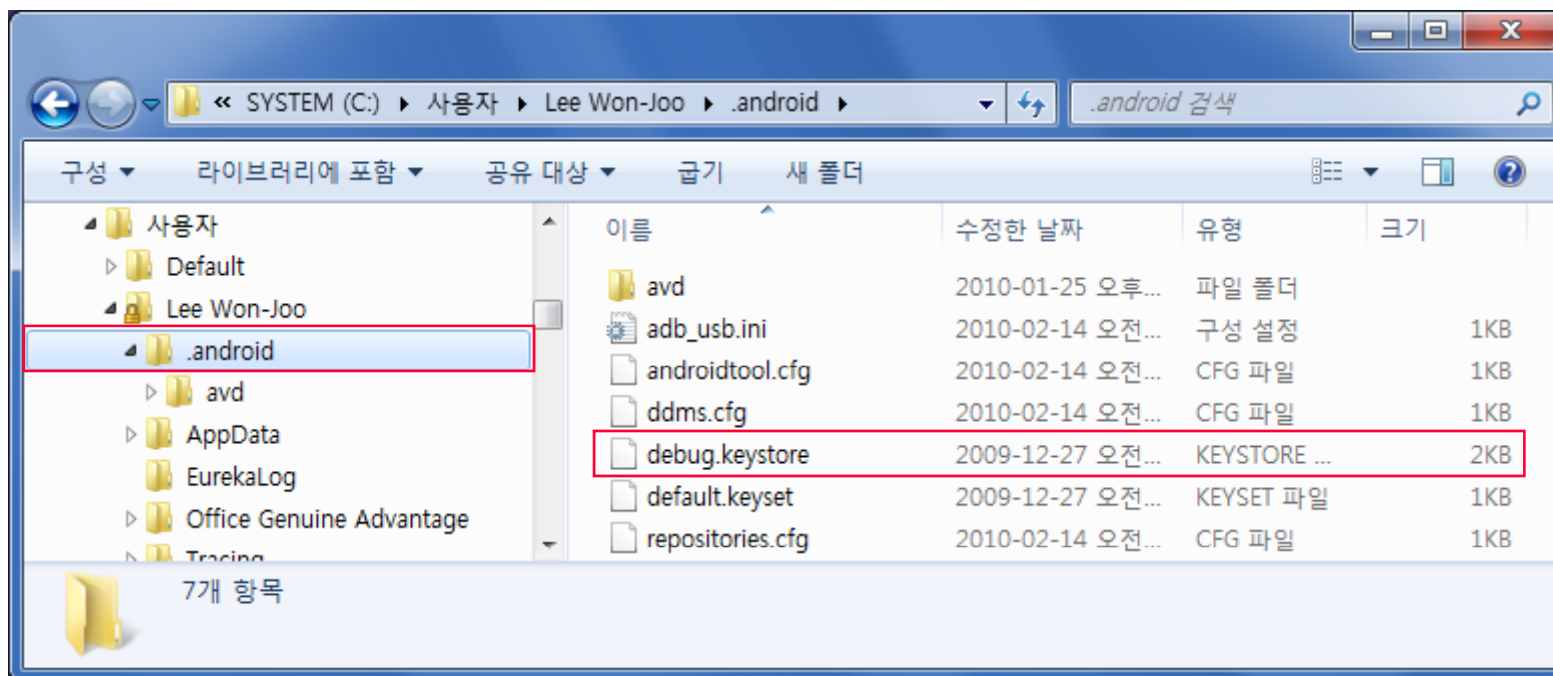 « SYSTEM (C:) ▸ 사용자 ▸ Lee Won-Joo ▸ .android ▸ .android 검색
구성 라이브러리에 포함 공유 대상 굽기 새 폴더
사용자
Default
Lee Won-Joo
.android
avd
AppData
EurekaLog
Office Genuine Advantage
Tracing
이름 수정한 날짜 유형 크기
avd 2010-01-25 오후... 파일 폴더
adb_usb.ini 2010-02-14 오전... 구성 설정 1KB
androidtool.cfg 2010-02-14 오전... CFG 파일 1KB
ddms.cfg 2010-02-14 오전... CFG 파일 1KB
debug.keystore 2009-12-27 오전... KEYSTORE ... 2KB
default.keyset 2009-12-27 오전... KEYSET 파일 1KB
repositories.cfg 2010-02-14 오전... CFG 파일 1KB
7개 항목